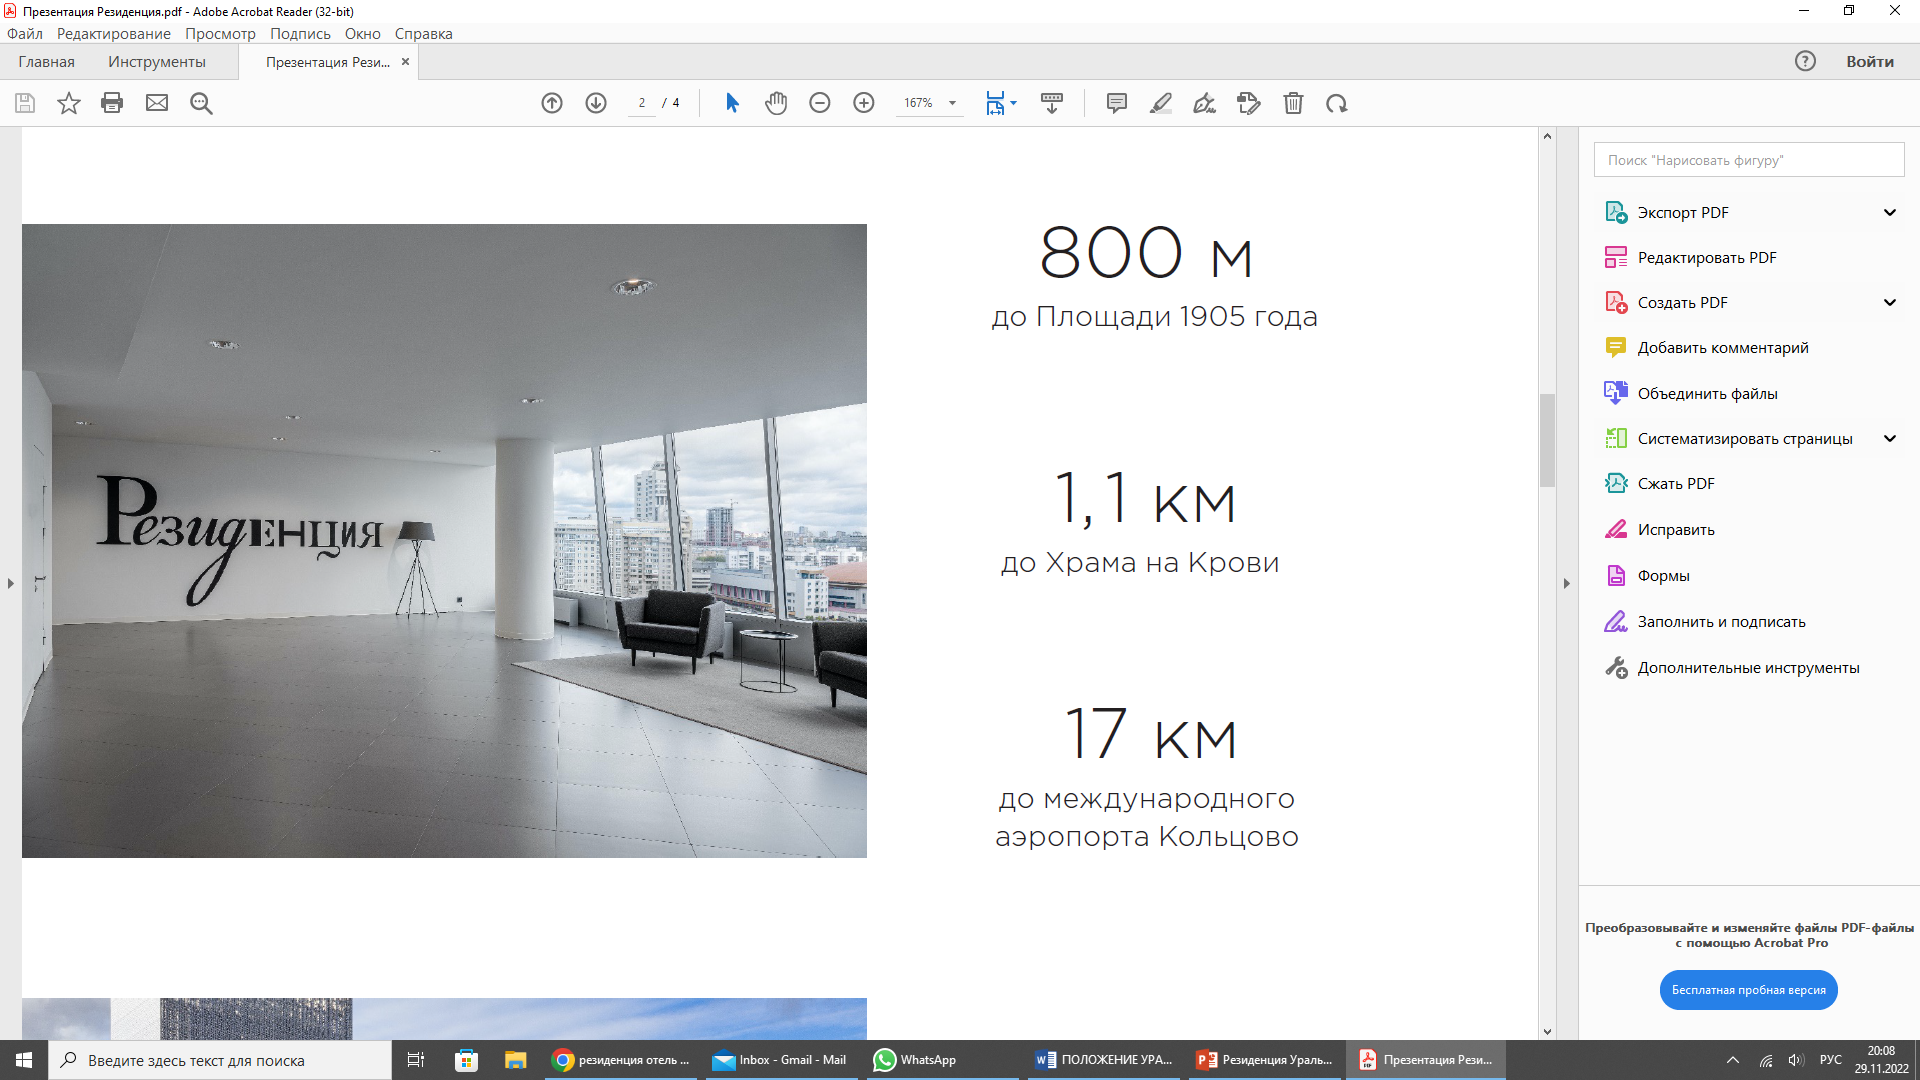 Презентация Резиденция.pdf - Adobe Acrobat Reader (32-bit)
Файл Редактирование Просмотр Подпись Окно Справка
Главная Инструменты Презентация Рези... × Войти
2 / 4 167%
Поиск "Нарисовать фигуру"
Экспорт PDF
Редактировать PDF
Создать PDF
Добавить комментарий
Объединить файлы
Систематизировать страницы
Сжать PDF
Исправить
Формы
Заполнить и подписать
Дополнительные инструменты
Преобразовывайте и изменяйте файлы PDF-файлы
с помощью Acrobat Pro
Бесплатная пробная версия
Резиденция
800 м
до Площади 1905 года
1,1 км
до Храма на Крови
17 км
до международного
аэропорта Кольцово
Введите здесь текст для поиска
резиденция отель ...
Inbox - Gmail - Mail
WhatsApp
ПОЛОЖЕНИЕ УРА...
Резиденция Ураль...
Презентация Рези...
РУС
20:08
29.11.2022